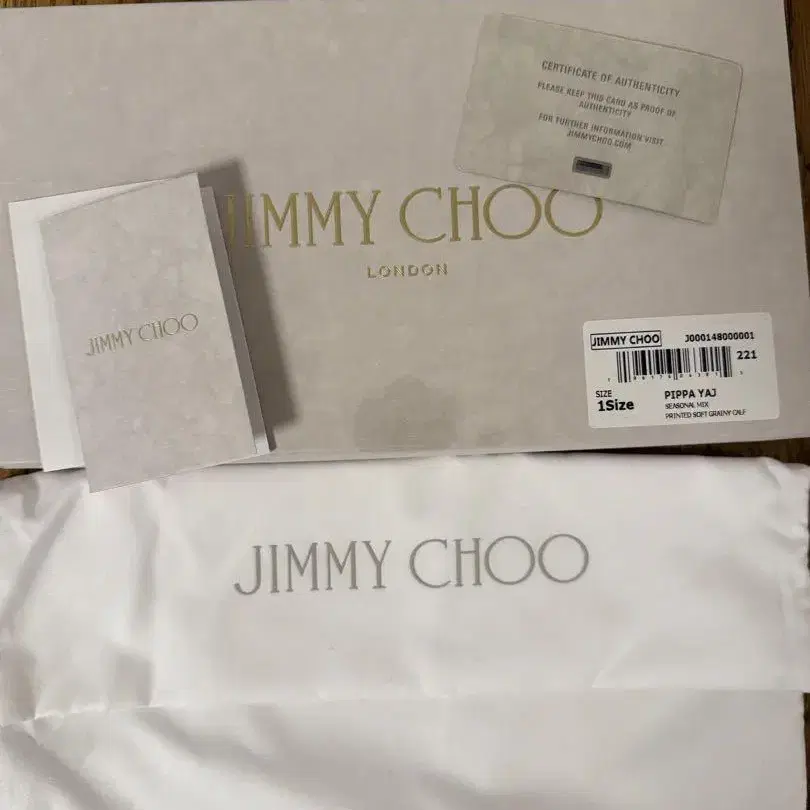 CERTIFICATE OF AUTHENTICITY
PLEASE KEEP THIS CARD AS PROOF OF
AUTHENTICITY
FOR FURTHER INFORMATION VISIT
JIMMYCHOO.COM
JIMMY CHOO
LONDON
JIMMY CHOO
JIMMY CHOO J000148000001
221
SIZE PIPPA YAJ
1Size SEASONAL MIX
PRINTED SOFT GRAINY CALF
JIMMY CHOO